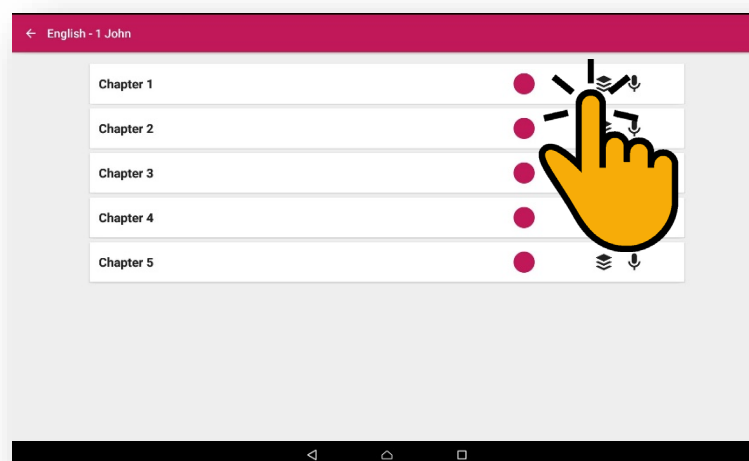 English - 1 John
Chapter 1
Chapter 2
Chapter 3
Chapter 4
Chapter 5